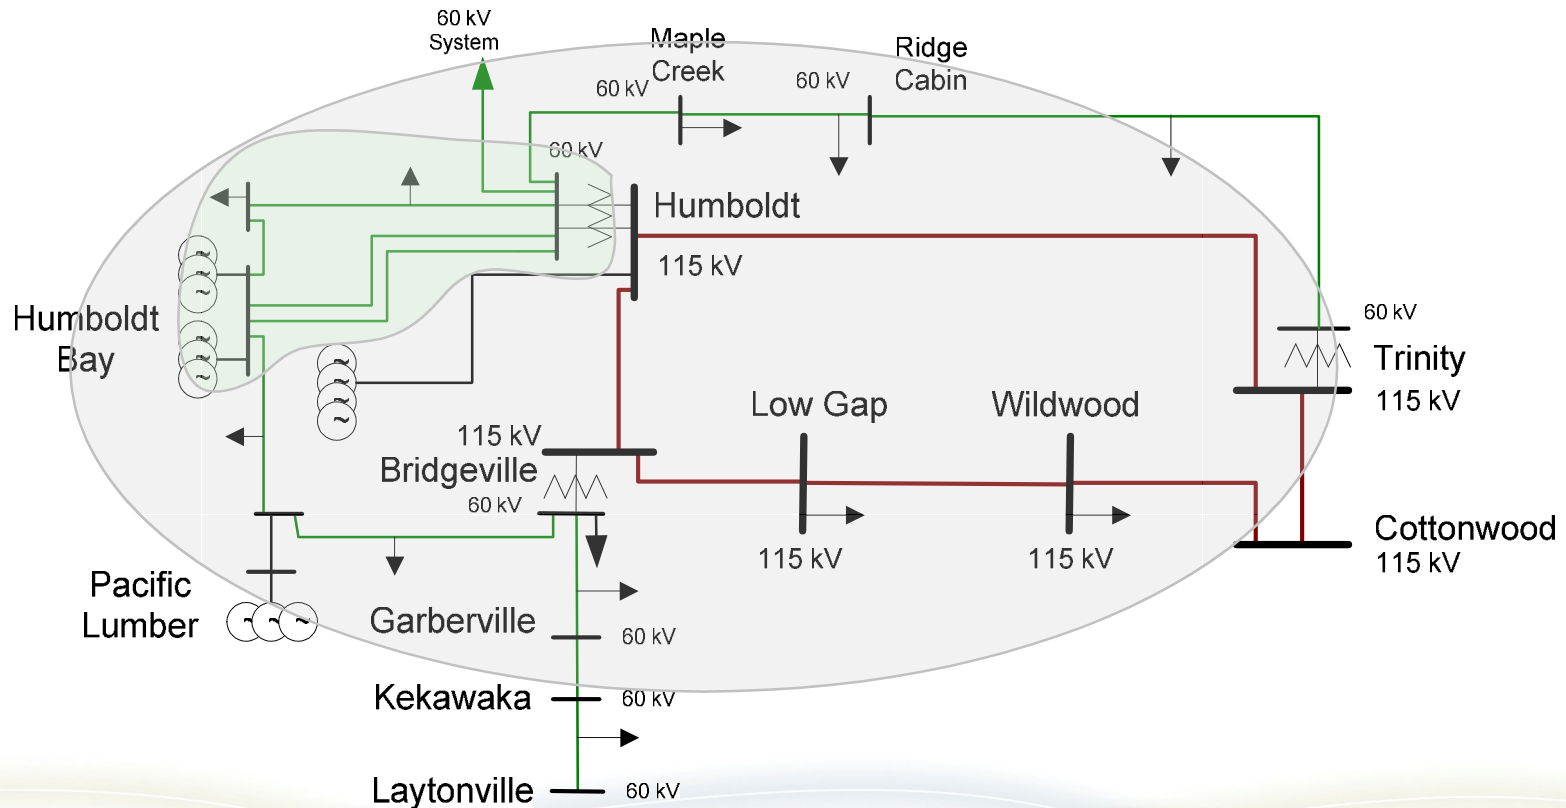 60 kV
System
Maple
Creek
Ridge
Cabin
60 kV
60 kV
60 kV
Humboldt
115 kV
Humboldt
Bay
60 kV
Trinity
115 kV
Low Gap
Wildwood
115 kV
Bridgeville
60 kV
115 kV
115 kV
Cottonwood
115 kV
Pacific
Lumber
Garberville
60 kV
Kekawaka
60 kV
Laytonville
60 kV